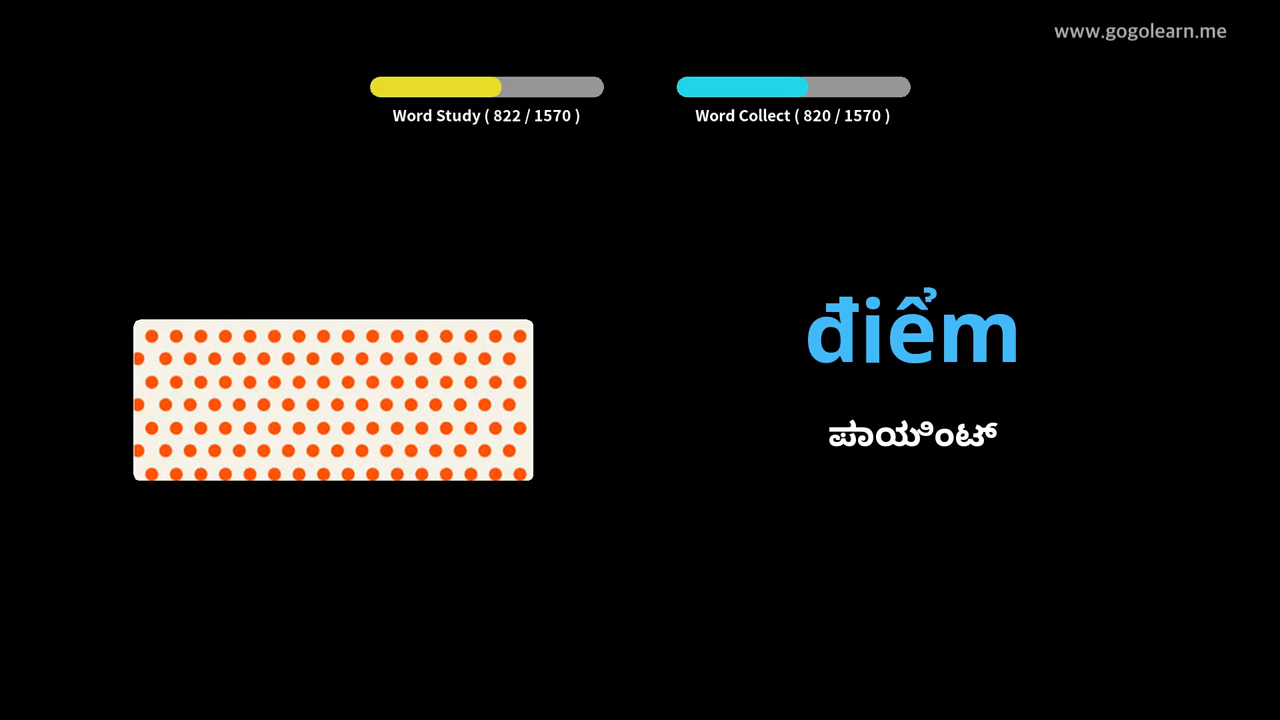 www.gogolearn.me
Word Study ( 822 / 1570 )
Word Collect ( 820 / 1570 )
điểm
ಪಾಯಿಂಟ್